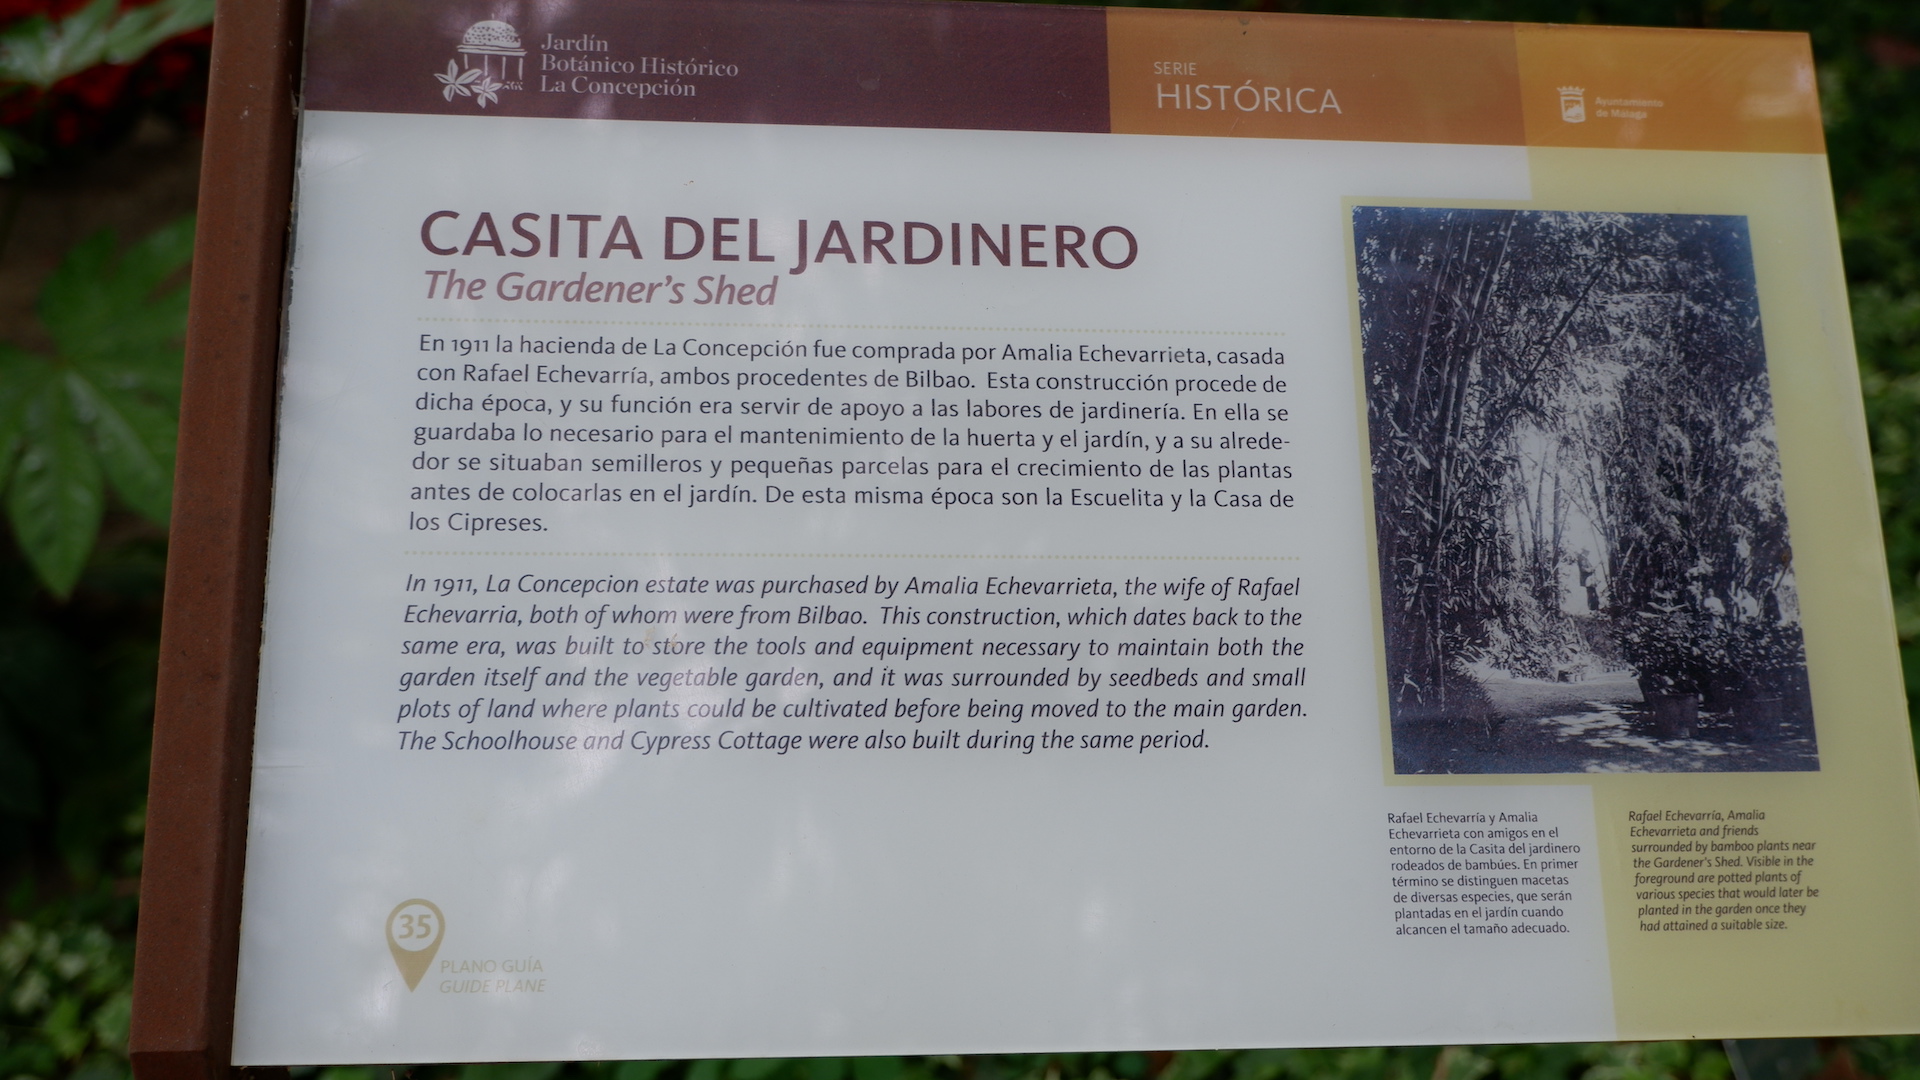 Jardín
Botánico Histórico
La Concepción
SERIE
HISTÓRICA
Ayuntamiento
de Málaga
CASITA DEL JARDINERO
The Gardener's Shed
En 1911 la hacienda de La Concepción fue comprada por Amalia Echevarrieta, casada
con Rafael Echevarría, ambos procedentes de Bilbao. Esta construcción procede de
dicha época, y su función era servir de apoyo a las labores de jardinería. En ella se
guardaba lo necesario para el mantenimiento de la huerta y el jardín, y a su alrede-
dor se situaban semilleros y pequeñas parcelas para el crecimiento de las plantas
antes de colocarlas en el jardín. De esta misma época son la Escuelita y la Casa de
los Cipreses.
In 1911, La Concepcion estate was purchased by Amalia Echevarrieta, the wife of Rafael
Echevarria, both of whom were from Bilbao. This construction, which dates back to the
same era, was built to store the tools and equipment necessary to maintain both the
garden itself and the vegetable garden, and it was surrounded by seedbeds and small
plots of land where plants could be cultivated before being moved to the main garden.
The Schoolhouse and Cypress Cottage were also built during the same period.
Rafael Echevarría y Amalia
Echevarrieta con amigos en el
entorno de la Casita del jardinero
rodeados de bambúes. En primer
término se distinguen macetas
de diversas especies, que serán
plantadas en el jardín cuando
alcancen el tamaño adecuado.
Rafael Echevarría, Amalia
Echevarrieta and friends
surrounded by bamboo plants near
the Gardener's Shed. Visible in the
foreground are potted plants of
various species that would later be
planted in the garden once they
had attained a suitable size.
35
PLANO GUÍA
GUIDE PLANE